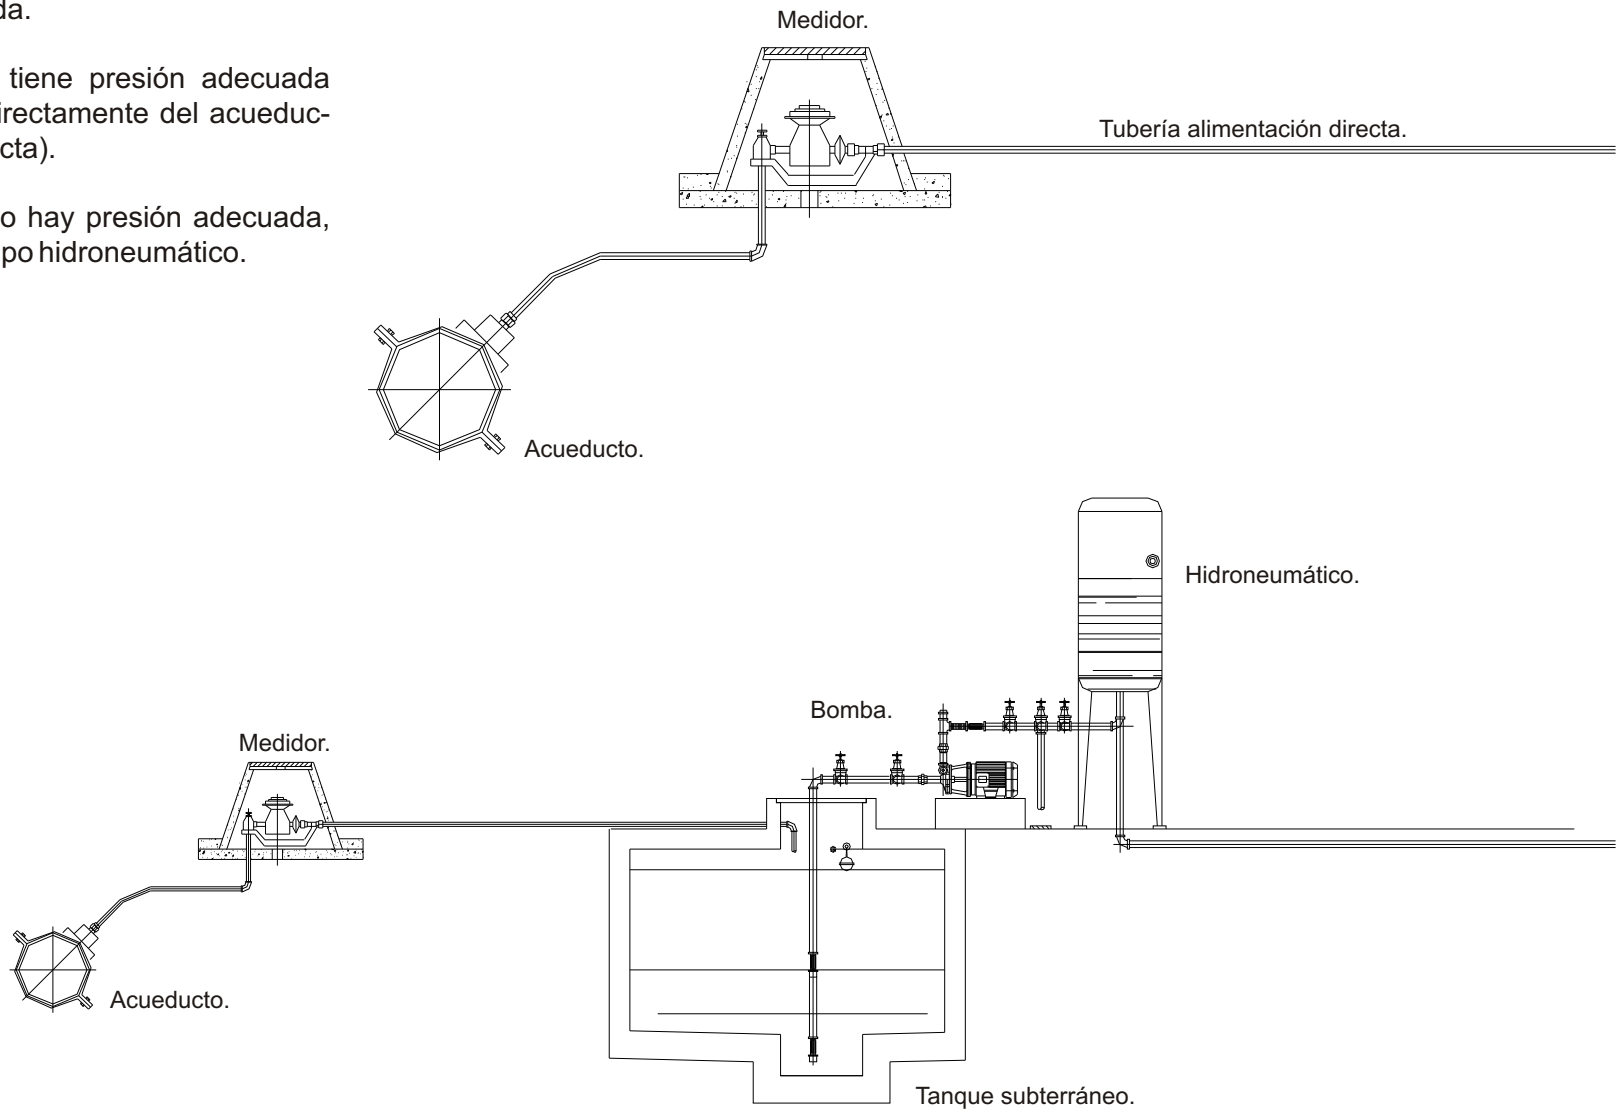 da.
tiene presión adecuada
directamente del acueduc-
cta).
o hay presión adecuada,
po hidroneumático.
Medidor.
Tubería alimentación directa.
Acueducto.
Hidroneumático.
Bomba.
Medidor.
Acueducto.
Tanque subterráneo.